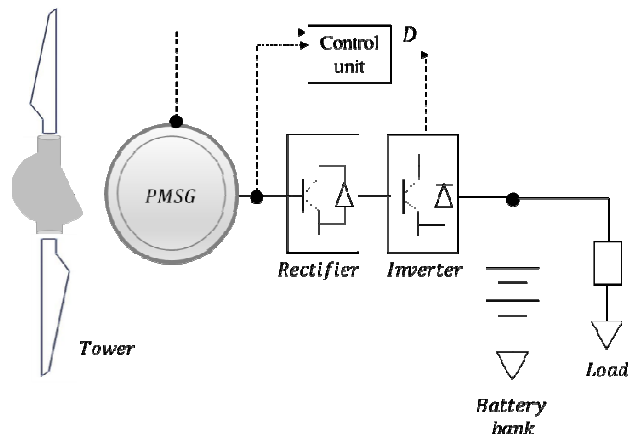 Control
unit
D
PMSG
Rectifier
Inverter
Tower
Load
Battery
bank